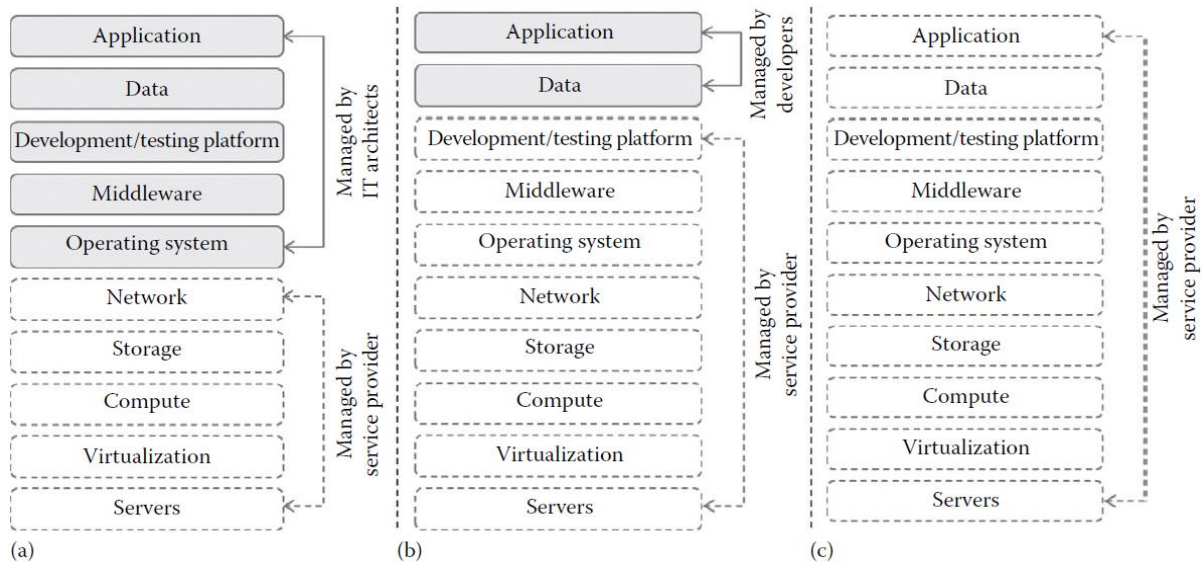 Application
Data
Development/testing platform
Middleware
Operating system
Network
Storage
Compute
Virtualization
Servers
Managed by
IT architects
Managed by
service provider
(a)
Application
Data
Development/testing platform
Middleware
Operating system
Network
Storage
Compute
Virtualization
Servers
Managed by
developers
Managed by
service provider
(b)
Application
Data
Development/testing platform
Middleware
Operating system
Network
Storage
Compute
Virtualization
Servers
Managed by
service provider
(c)